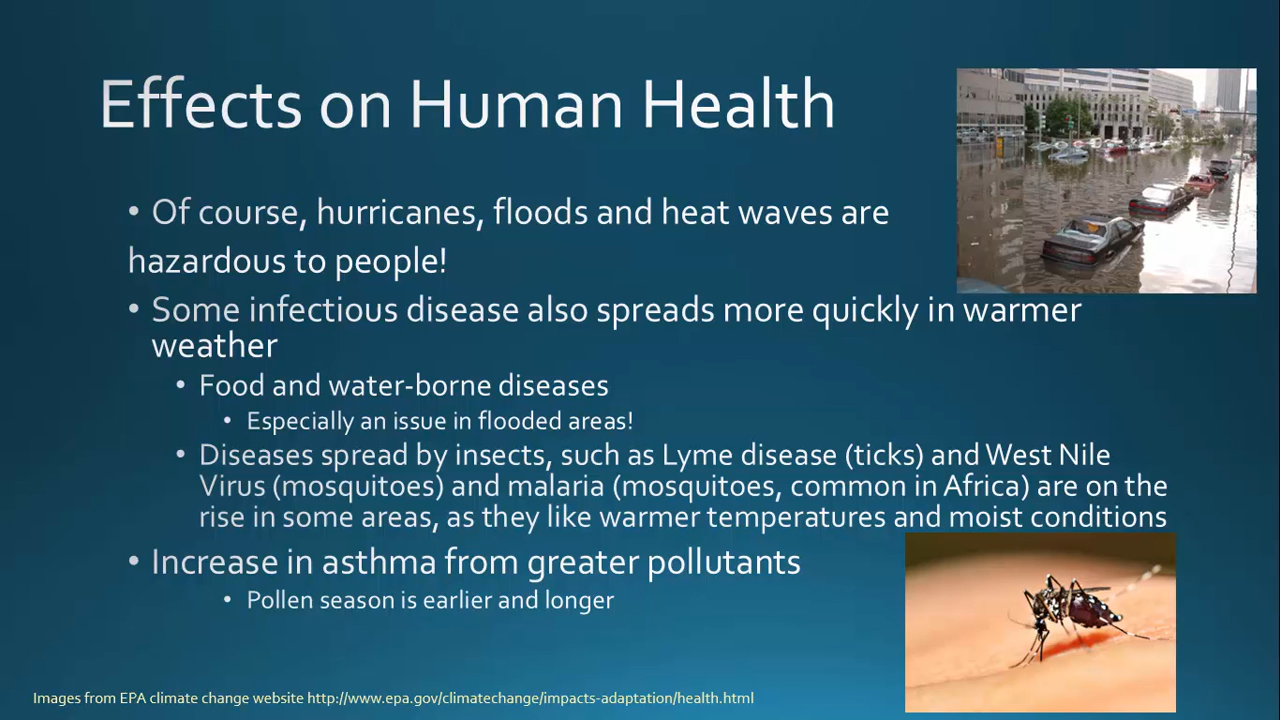 Effects on Human Health
• Of course, hurricanes, floods and heat waves are
hazardous to people!
• Some infectious disease also spreads more quickly in warmer
weather
• Food and water-borne diseases
• Especially an issue in flooded areas!
• Diseases spread by insects, such as Lyme disease (ticks) and West Nile
Virus (mosquitoes) and malaria (mosquitoes, common in Africa) are on the
rise in some areas, as they like warmer temperatures and moist conditions
• Increase in asthma from greater pollutants
• Pollen season is earlier and longer
Images from EPA climate change website http://www.epa.gov/climatechange/impacts-adaptation/health.html